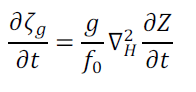 ∂ζ_g/∂t = g/f_0 ∇_H^2 ∂Z/∂t